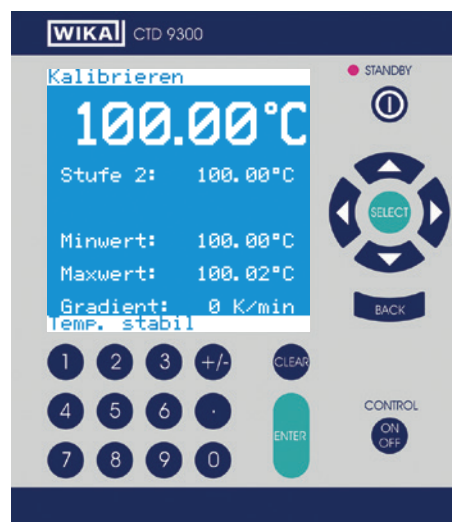 WIKA CTD 9300
Kalibrieren
STANDBY
100.00°C
Stufe 2: 100.00°C
SELECT
Minwert: 100.00°C
Maxwert: 100.02°C
Gradient: 0 K/min
BACK
Temp. stabil
1 2 3 +/- CLEAR
4 5 6 .
CONTROL
ON
OFF
ENTER
7 8 9 0